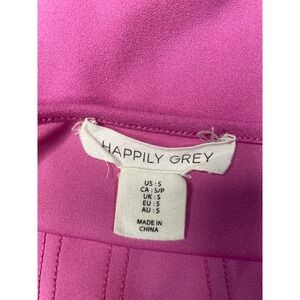 HAPPILY GREY
US : S
CA : S/P
UK : S
EU : S
AU : S
MADE IN
CHINA